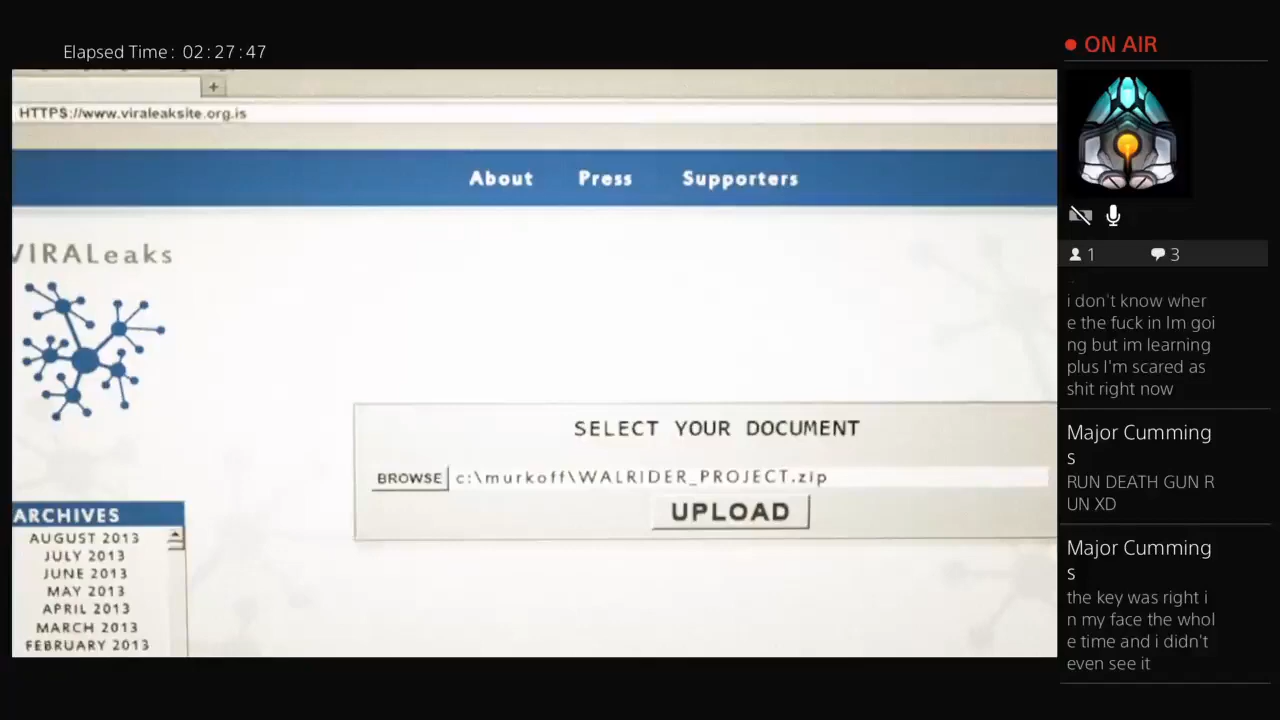 Elapsed Time: 02:27:47
ON AIR
+
HTTPS://www.viraleaksite.org.is
About Press Supporters
1 3
VIRALeaks
i don't know wher
e the fuck in Im goi
ng but im learning
plus I'm scared as
shit right now
SELECT YOUR DOCUMENT
BROWSE c:\murkoff\WALRIDER_PROJECT.zip
UPLOAD
Major Cumming
s
RUN DEATH GUN R
UN XD
ARCHIVES
AUGUST 2013
JULY 2013
JUNE 2013
MAY 2013
APRIL 2013
MARCH 2013
FEBRUARY 2013
Major Cumming
s
the key was right i
n my face the whol
e time and i didn't
even see it